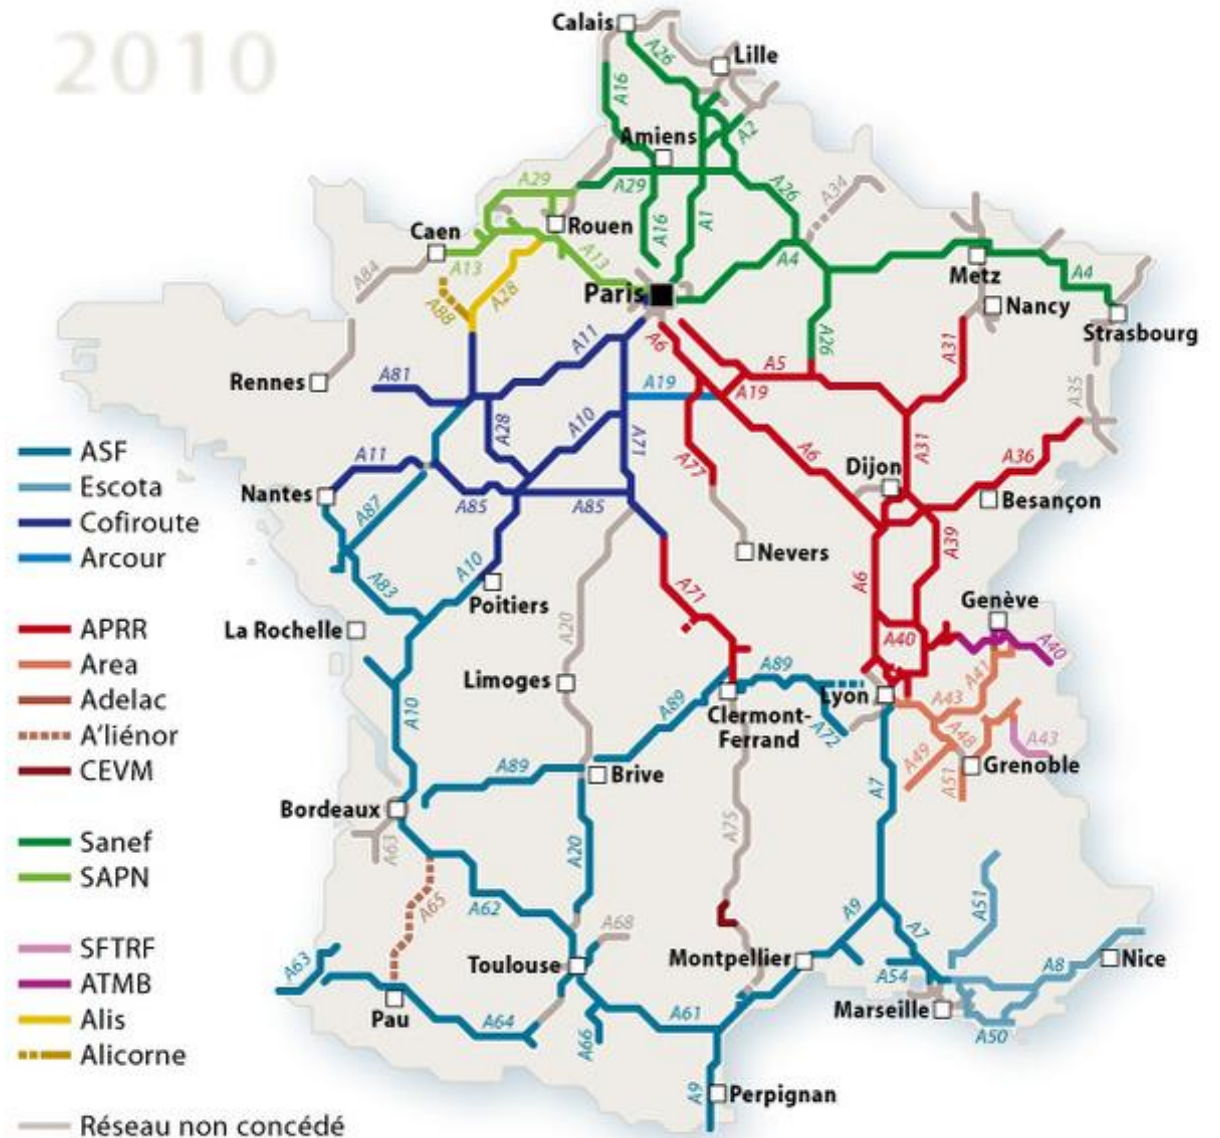 2010
Calais
Lille
A26
A16
Amiens
A2
A29
A29
A26
A34
A16
A1
Rouen
Caen
A13
A13
A84
A4
Metz
A4
Paris
Nancy
Strasbourg
A88
A28
A11
A6
A26
A31
A5
Rennes
A81
A19
A19
A35
A28
A10
A71
A31
A6
A36
A77
Dijon
Nantes
A11
A87
A85
A85
Besançon
A39
Nevers
A10
A83
Poitiers
A71
A6
Genève
La Rochelle
A20
A40
A40
A41
Limoges
A89
A89
Lyon
A43
Clermont-
Ferrand
A72
A48
A43
A10
A49
A51
Grenoble
A89
Brive
A7
Bordeaux
A63
A20
A75
A65
A62
A68
A9
A7
A51
A63
Toulouse
Montpellier
A54
A8
Nice
Pau
A64
A66
A61
Marseille
A50
A9
Perpignan
ASF
Escota
Cofiroute
Arcour
APRR
Area
Adelac
A'liénor
CEVM
Sanef
SAPN
SFTRF
ATMB
Alis
Alicorne
Réseau non concédé